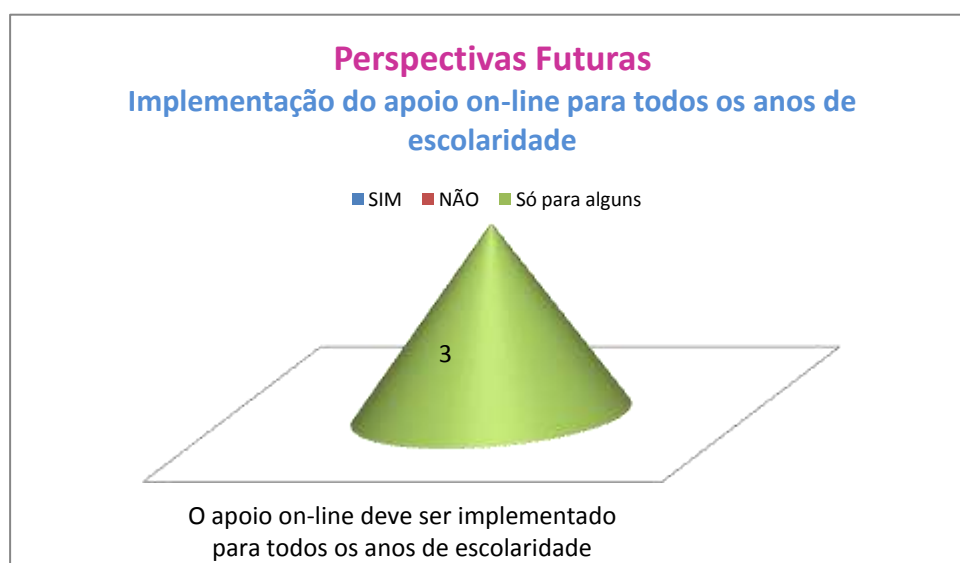 Perspectivas Futuras
Implementação do apoio on-line para todos os anos de
escolaridade
SIM NÃO Só para alguns
3
O apoio on-line deve ser implementado
para todos os anos de escolaridade